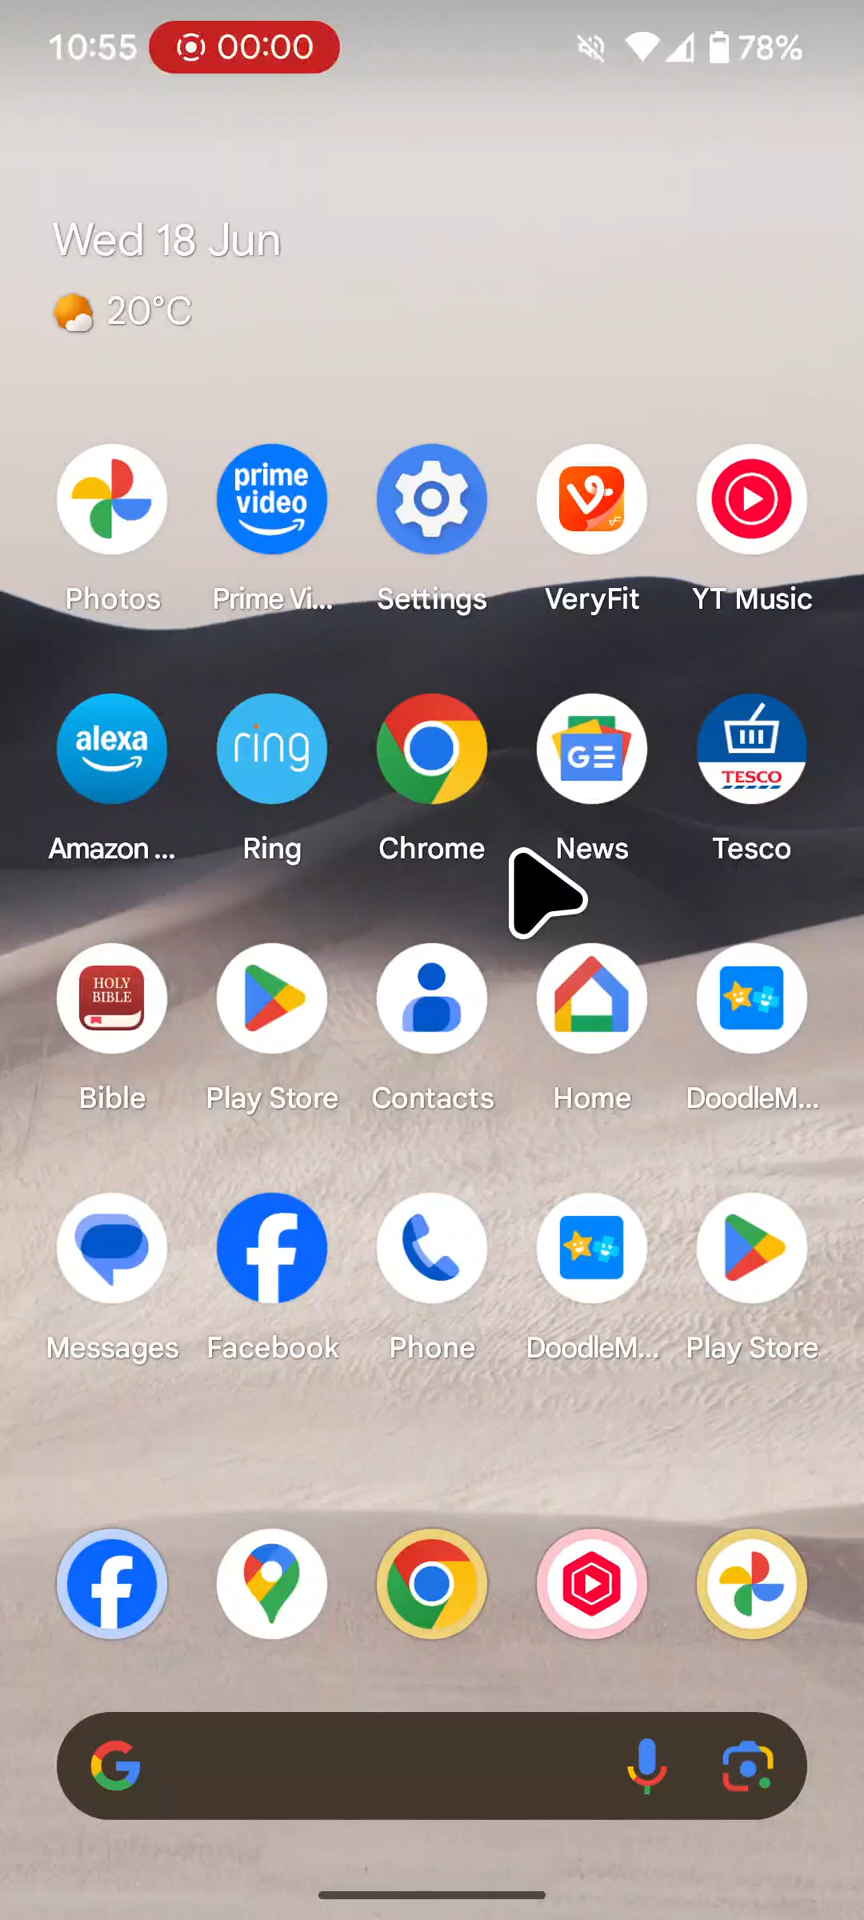 10:55 00:00 78%
Wed 18 Jun
20°C
prime video
Photos Prime Vi... Settings VeryFit YT Music
alexa ring GE TESCO
Amazon ... Ring Chrome News Tesco
HOLY BIBLE
Bible Play Store Contacts Home DoodleM...
Messages Facebook Phone DoodleM... Play Store